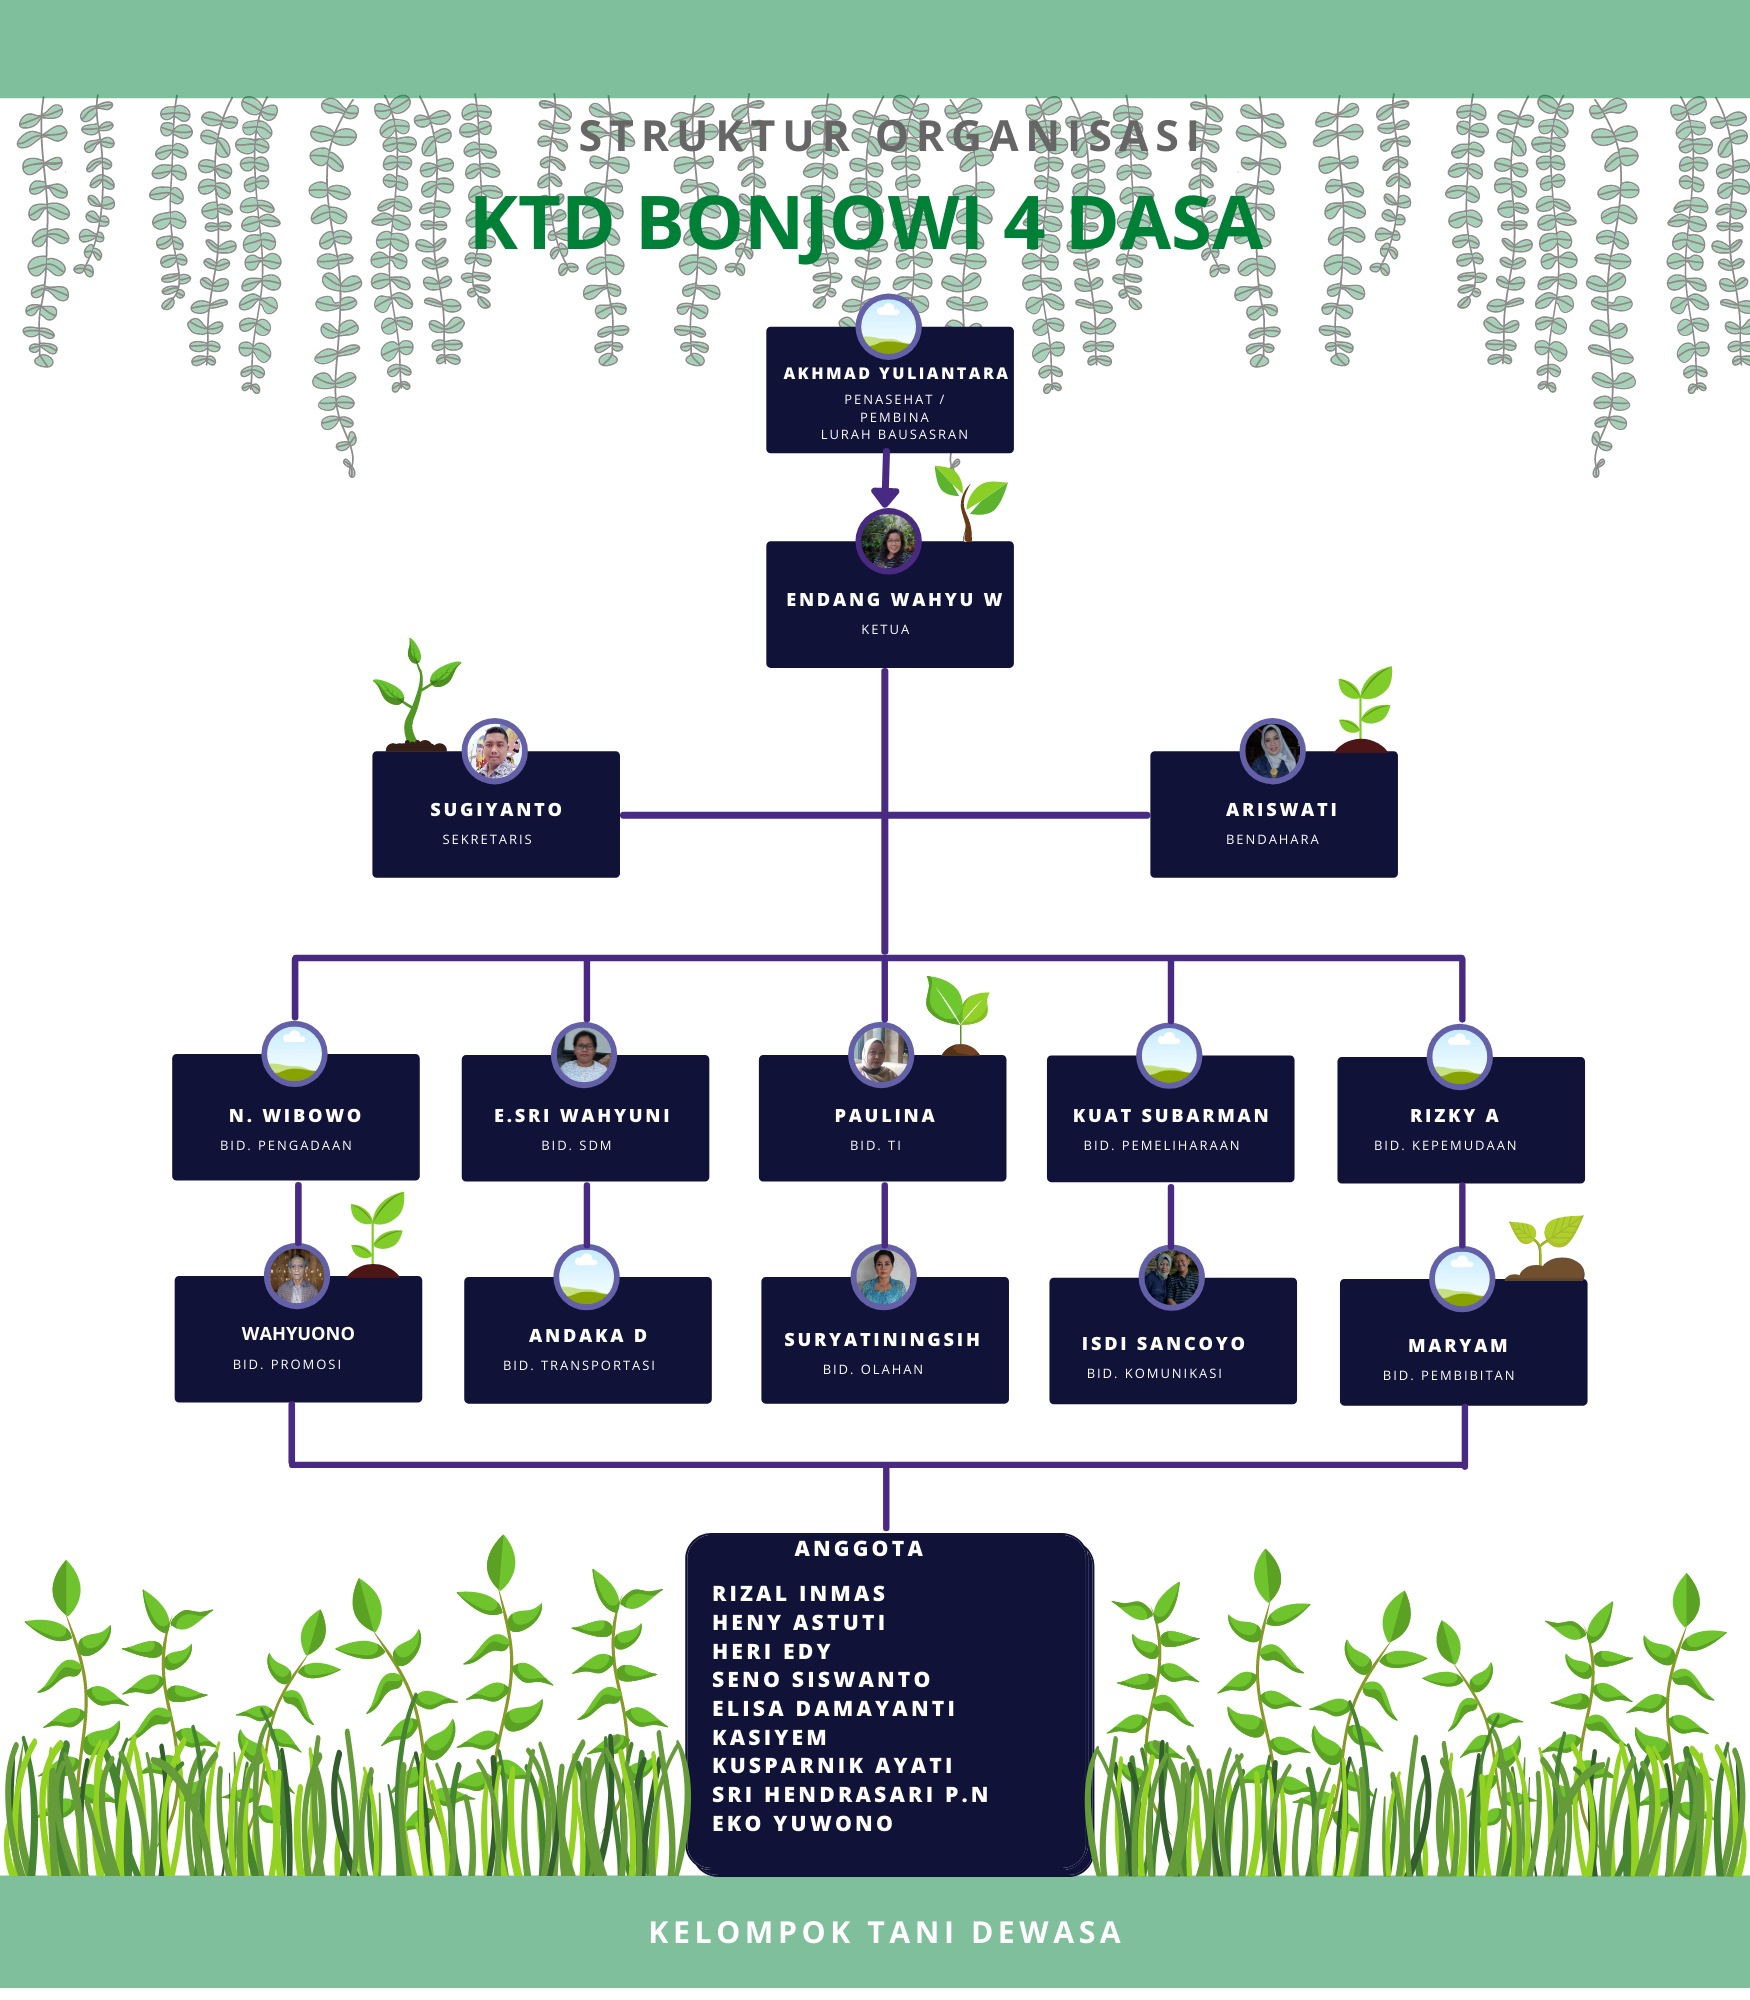 STRUKTUR ORGANISASI
KTD BONJOWI 4 DASA
AKHMAD YULIANTARA
PENASEHAT /
PEMBINA
LURAH BAUSASRAN
ENDANG WAHYU W
KETUA
SUGIYANTO
SEKRETARIS
ARISWATI
BENDAHARA
N. WIBOWO
BID. PENGADAAN
E.SRI WAHYUNI
BID. SDM
PAULINA
BID. TI
KUAT SUBARMAN
BID. PEMELIHARAAN
RIZKY A
BID. KEPEMUDAAN
WAHYUONO
BID. PROMOSI
ANDAKA D
BID. TRANSPORTASI
SURYATININGSIH
BID. OLAHAN
ISDI SANCOYO
BID. KOMUNIKASI
MARYAM
BID. PEMBIBITAN
ANGGOTA
RIZAL INMAS
HENY ASTUTI
HERI EDY
SENO SISWANTO
ELISA DAMAYANTI
KASIYEM
KUSPARNIK AYATI
SRI HENDRASARI P.N
EKO YUWONO
KELOMPOK TANI DEWASA